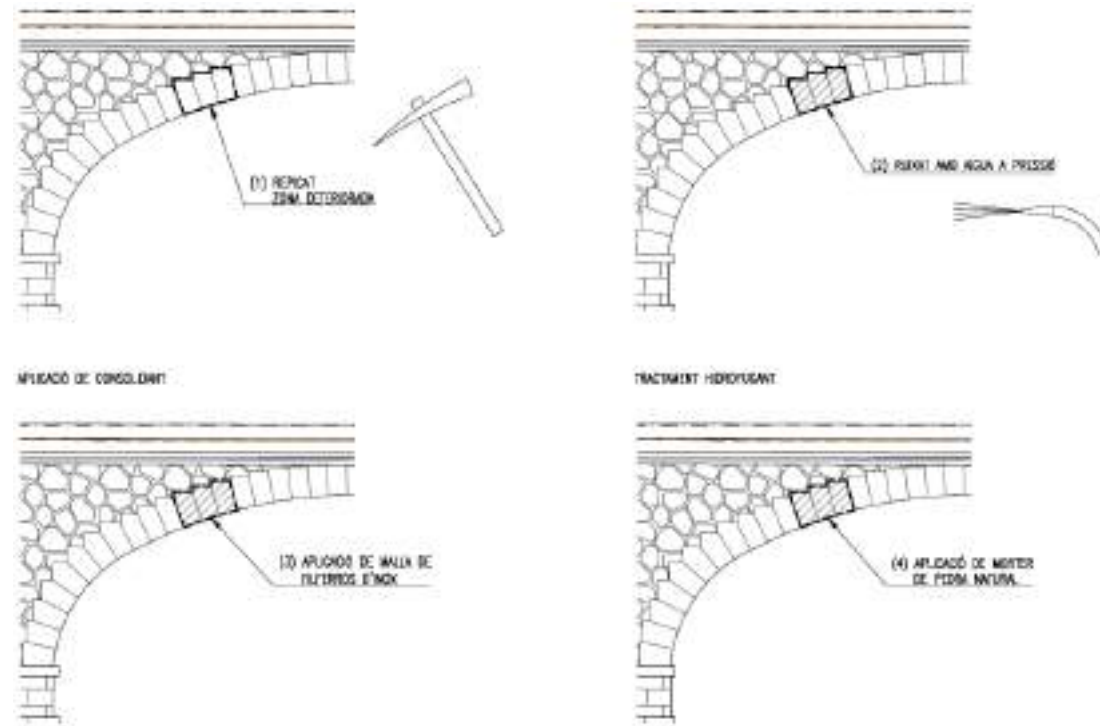 (1) REPICAT
ZONA DETERIORADA
(2) RUIXAT AMB AIGUA A PRESSIÓ
APLICACIÓ DE CONSOLIDANT
TRACTAMENT HIDROFUGANT
(3) APLICACIÓ DE MALLA DE
FILFERROS D'INOX
(4) APLICACIÓ DE MORTER
DE PEDRA NATURAL